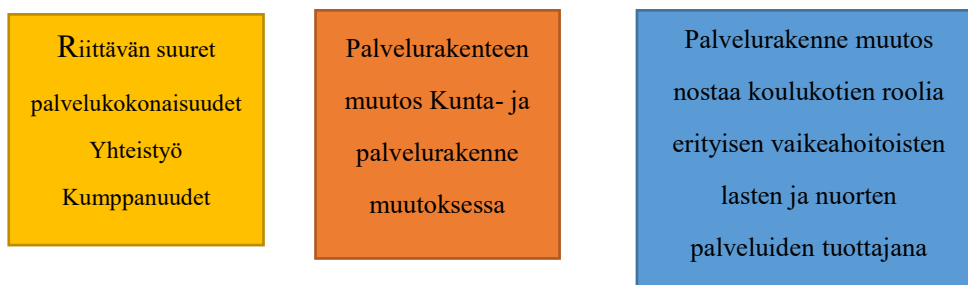 Riittävän suuret
palvelukokonaisuudet
Yhteistyö
Kumppanuudet
Palvelurakenteen
muutos Kunta- ja
palvelurakenne
muutoksessa
Palvelurakenne muutos
nostaa koulukotien roolia
erityisen vaikeahoitoisten
lasten ja nuorten
palveluiden tuottajana